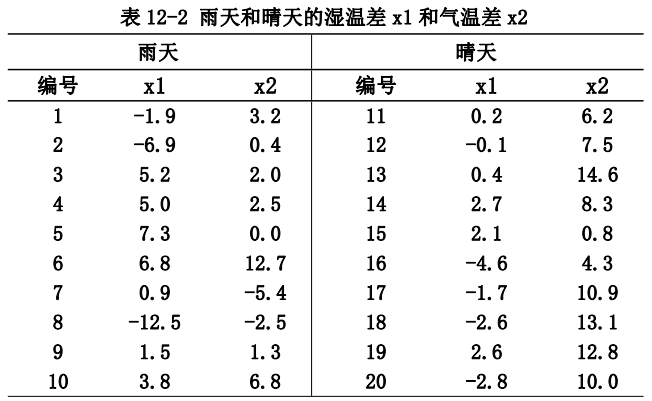 表 12-2 雨天和晴天的湿温差 x1 和气温差 x2
雨天 晴天
编号 x1 x2 编号 x1 x2
1 -1.9 3.2 11 0.2 6.2
2 -6.9 0.4 12 -0.1 7.5
3 5.2 2.0 13 0.4 14.6
4 5.0 2.5 14 2.7 8.3
5 7.3 0.0 15 2.1 0.8
6 6.8 12.7 16 -4.6 4.3
7 0.9 -5.4 17 -1.7 10.9
8 -12.5 -2.5 18 -2.6 13.1
9 1.5 1.3 19 2.6 12.8
10 3.8 6.8 20 -2.8 10.0